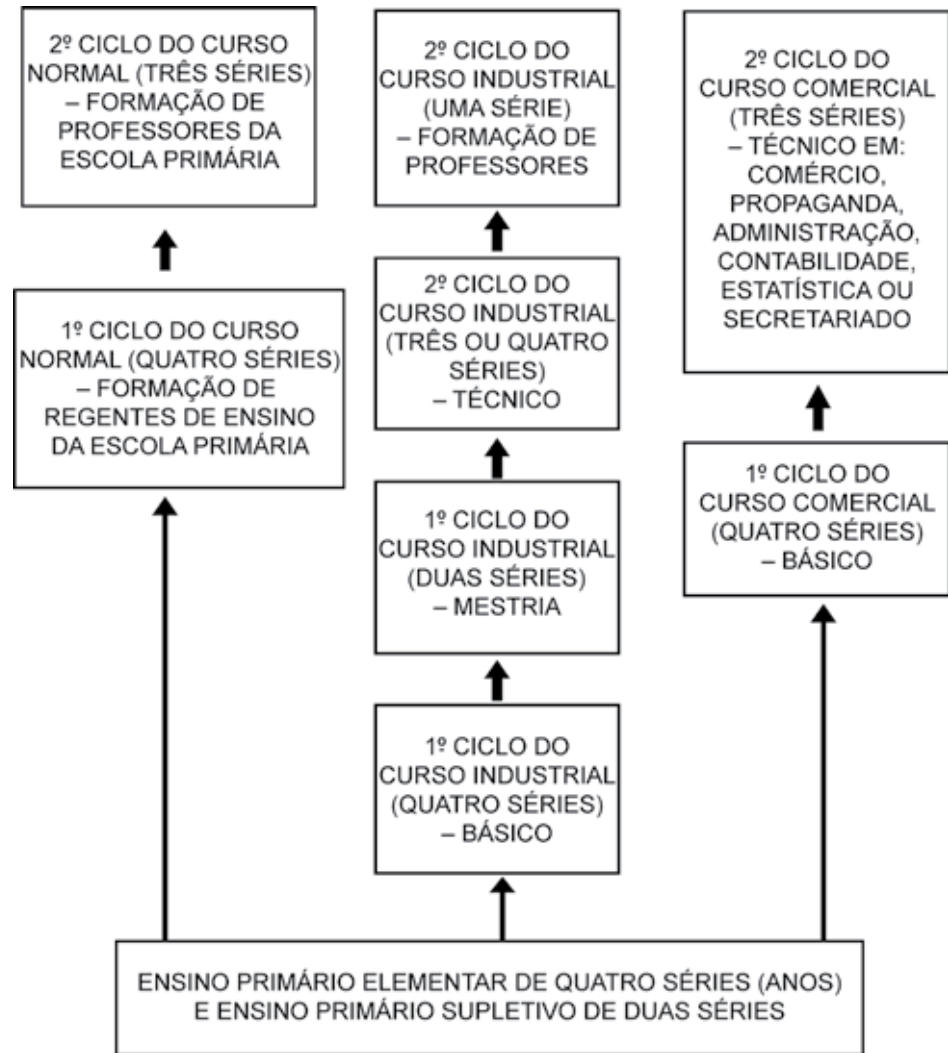 2º CICLO DO CURSO
NORMAL (TRÊS SÉRIES)
– FORMAÇÃO DE
PROFESSORES DA
ESCOLA PRIMÁRIA
2º CICLO DO
CURSO INDUSTRIAL
(UMA SÉRIE)
– FORMAÇÃO DE
PROFESSORES
2º CICLO DO
CURSO COMERCIAL
(TRÊS SÉRIES)
– TÉCNICO EM:
COMÉRCIO,
PROPAGANDA,
ADMINISTRAÇÃO,
CONTABILIDADE,
ESTATÍSTICA OU
SECRETARIADO
1º CICLO DO CURSO
NORMAL (QUATRO SÉRIES)
– FORMAÇÃO DE
REGENTES DE ENSINO
DA ESCOLA PRIMÁRIA
2º CICLO DO
CURSO INDUSTRIAL
(TRÊS OU QUATRO
SÉRIES)
– TÉCNICO
1º CICLO DO
CURSO COMERCIAL
(QUATRO SÉRIES)
– BÁSICO
1º CICLO DO
CURSO INDUSTRIAL
(DUAS SÉRIES)
– MESTRIA
1º CICLO DO
CURSO INDUSTRIAL
(QUATRO SÉRIES)
– BÁSICO
ENSINO PRIMÁRIO ELEMENTAR DE QUATRO SÉRIES (ANOS)
E ENSINO PRIMÁRIO SUPLETIVO DE DUAS SÉRIES